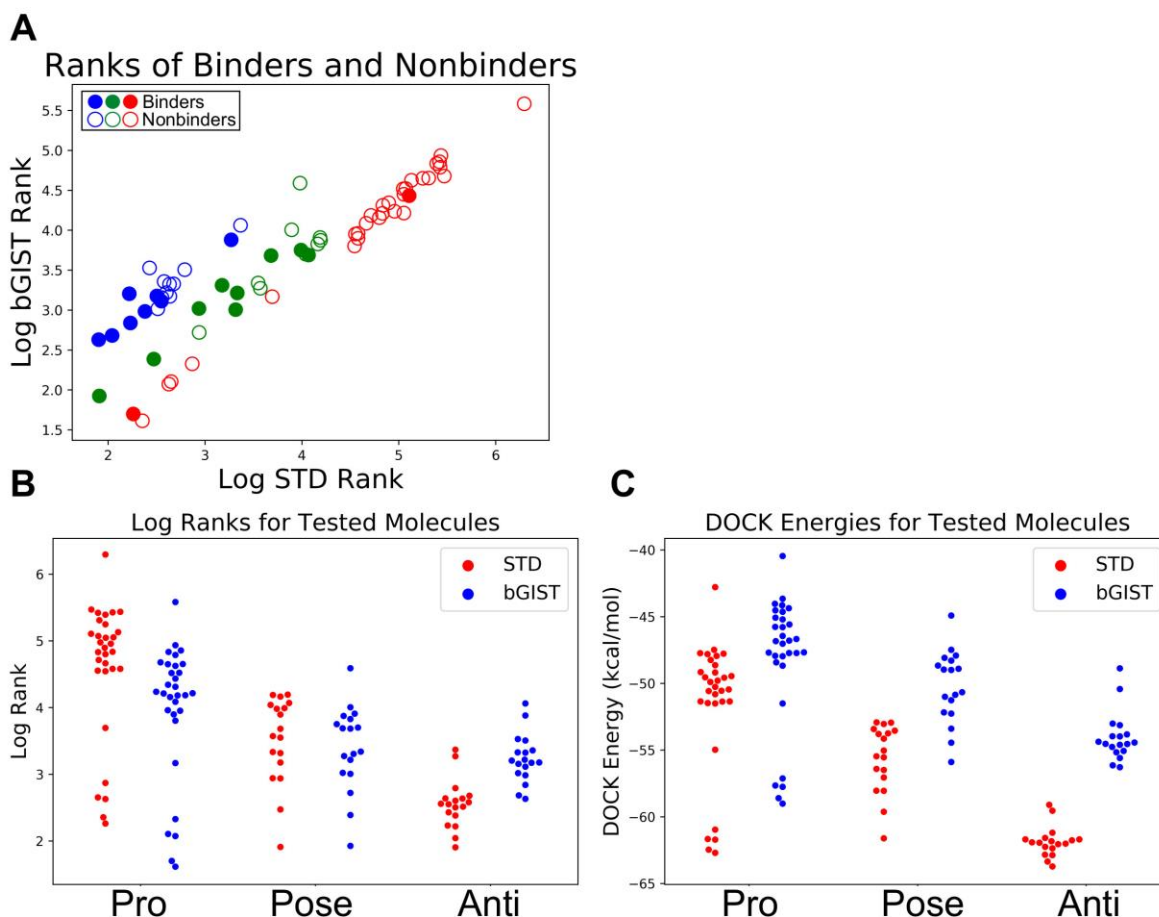 A
Ranks of Binders and Nonbinders
Binders
Nonbinders
5.5
5.0
4.5
4.0
3.5
3.0
2.5
2.0
1.5
Log bGIST Rank
2 3 4 5 6
Log STD Rank
B
Log Ranks for Tested Molecules
STD
bGIST
6
5
4
3
2
Log Rank
Pro Pose Anti
C
DOCK Energies for Tested Molecules
STD
bGIST
−40
−45
−50
−55
−60
−65
DOCK Energy (kcal/mol)
Pro Pose Anti